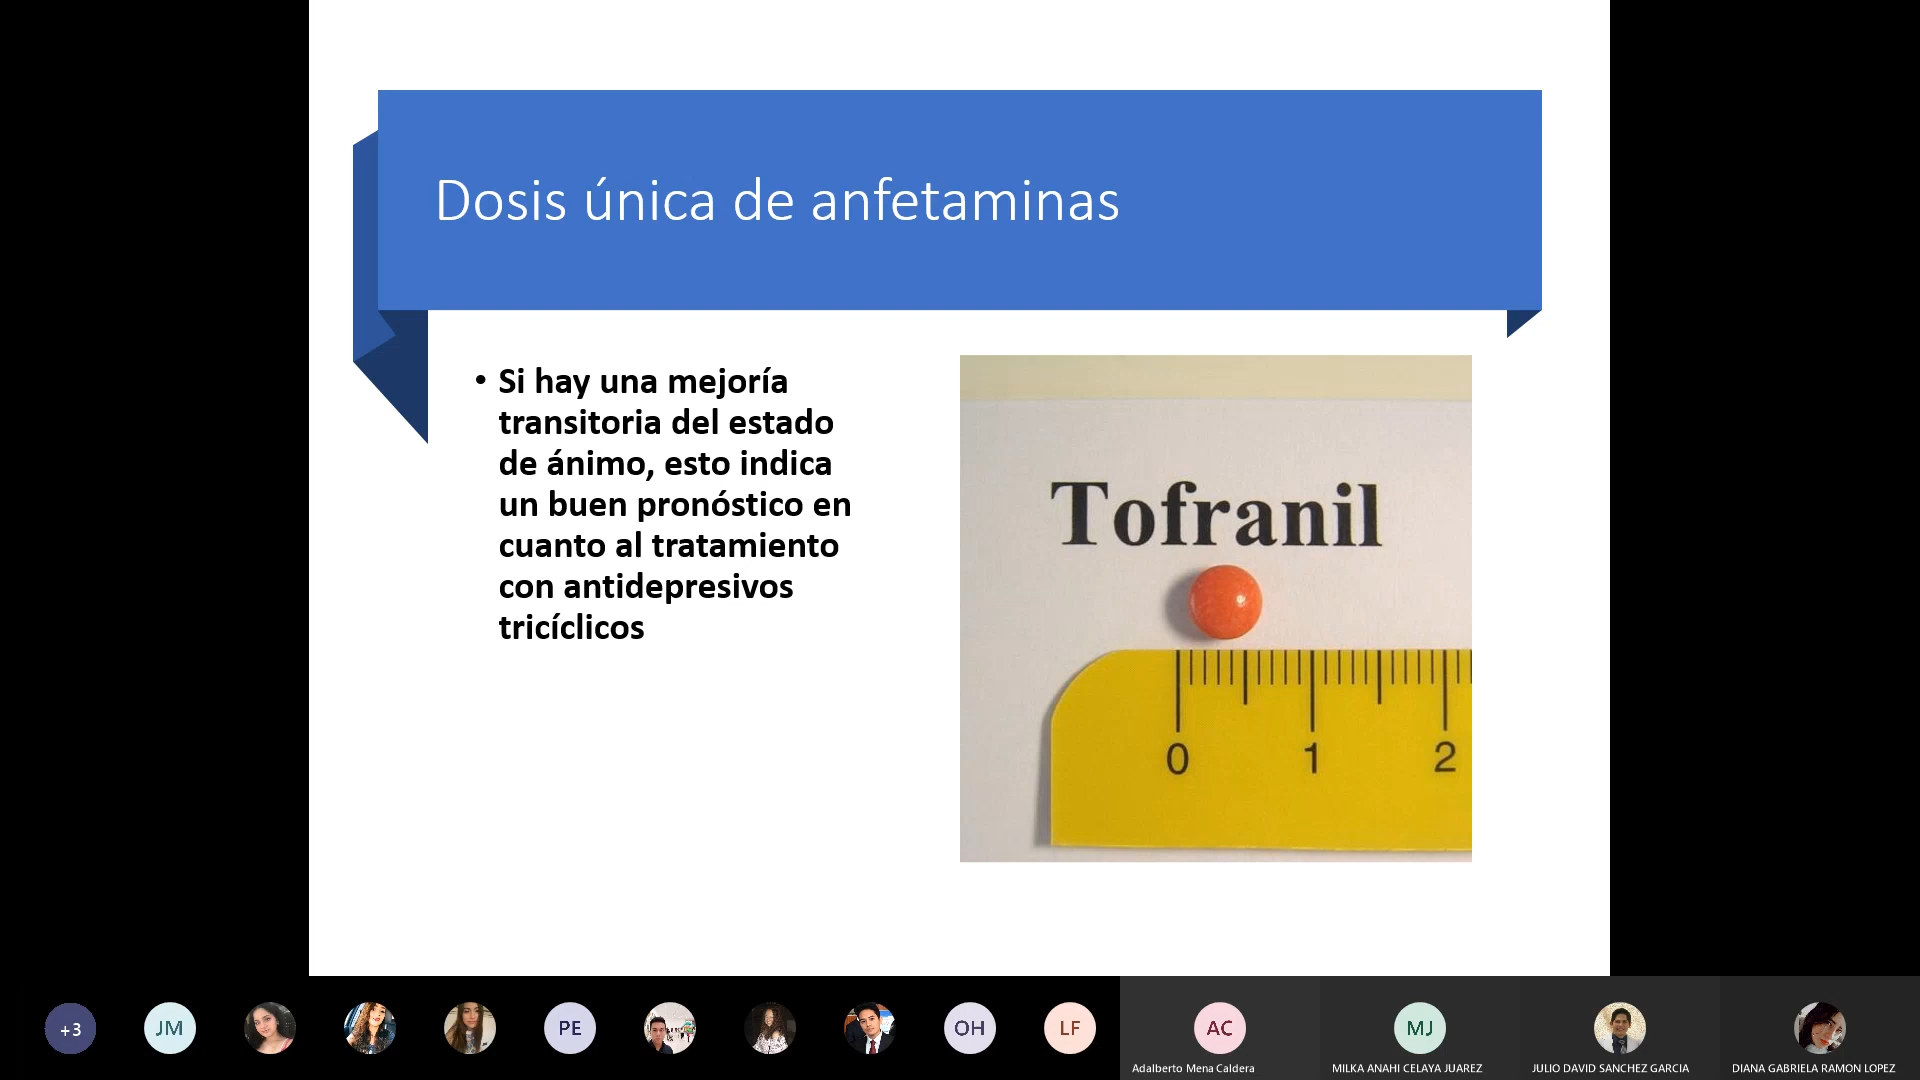 Dosis única de anfetaminas
• Si hay una mejoría
transitoria del estado
de ánimo, esto indica
un buen pronóstico en
cuanto al tratamiento
con antidepresivos
tricíclicos
Tofranil
0 1 2
+3 JM PE OH LF AC MJ
Adalberto Mena Caldera MILKA ANAHI CELAYA JUAREZ JULIO DAVID SANCHEZ GARCIA DIANA GABRIELA RAMON LOPEZ